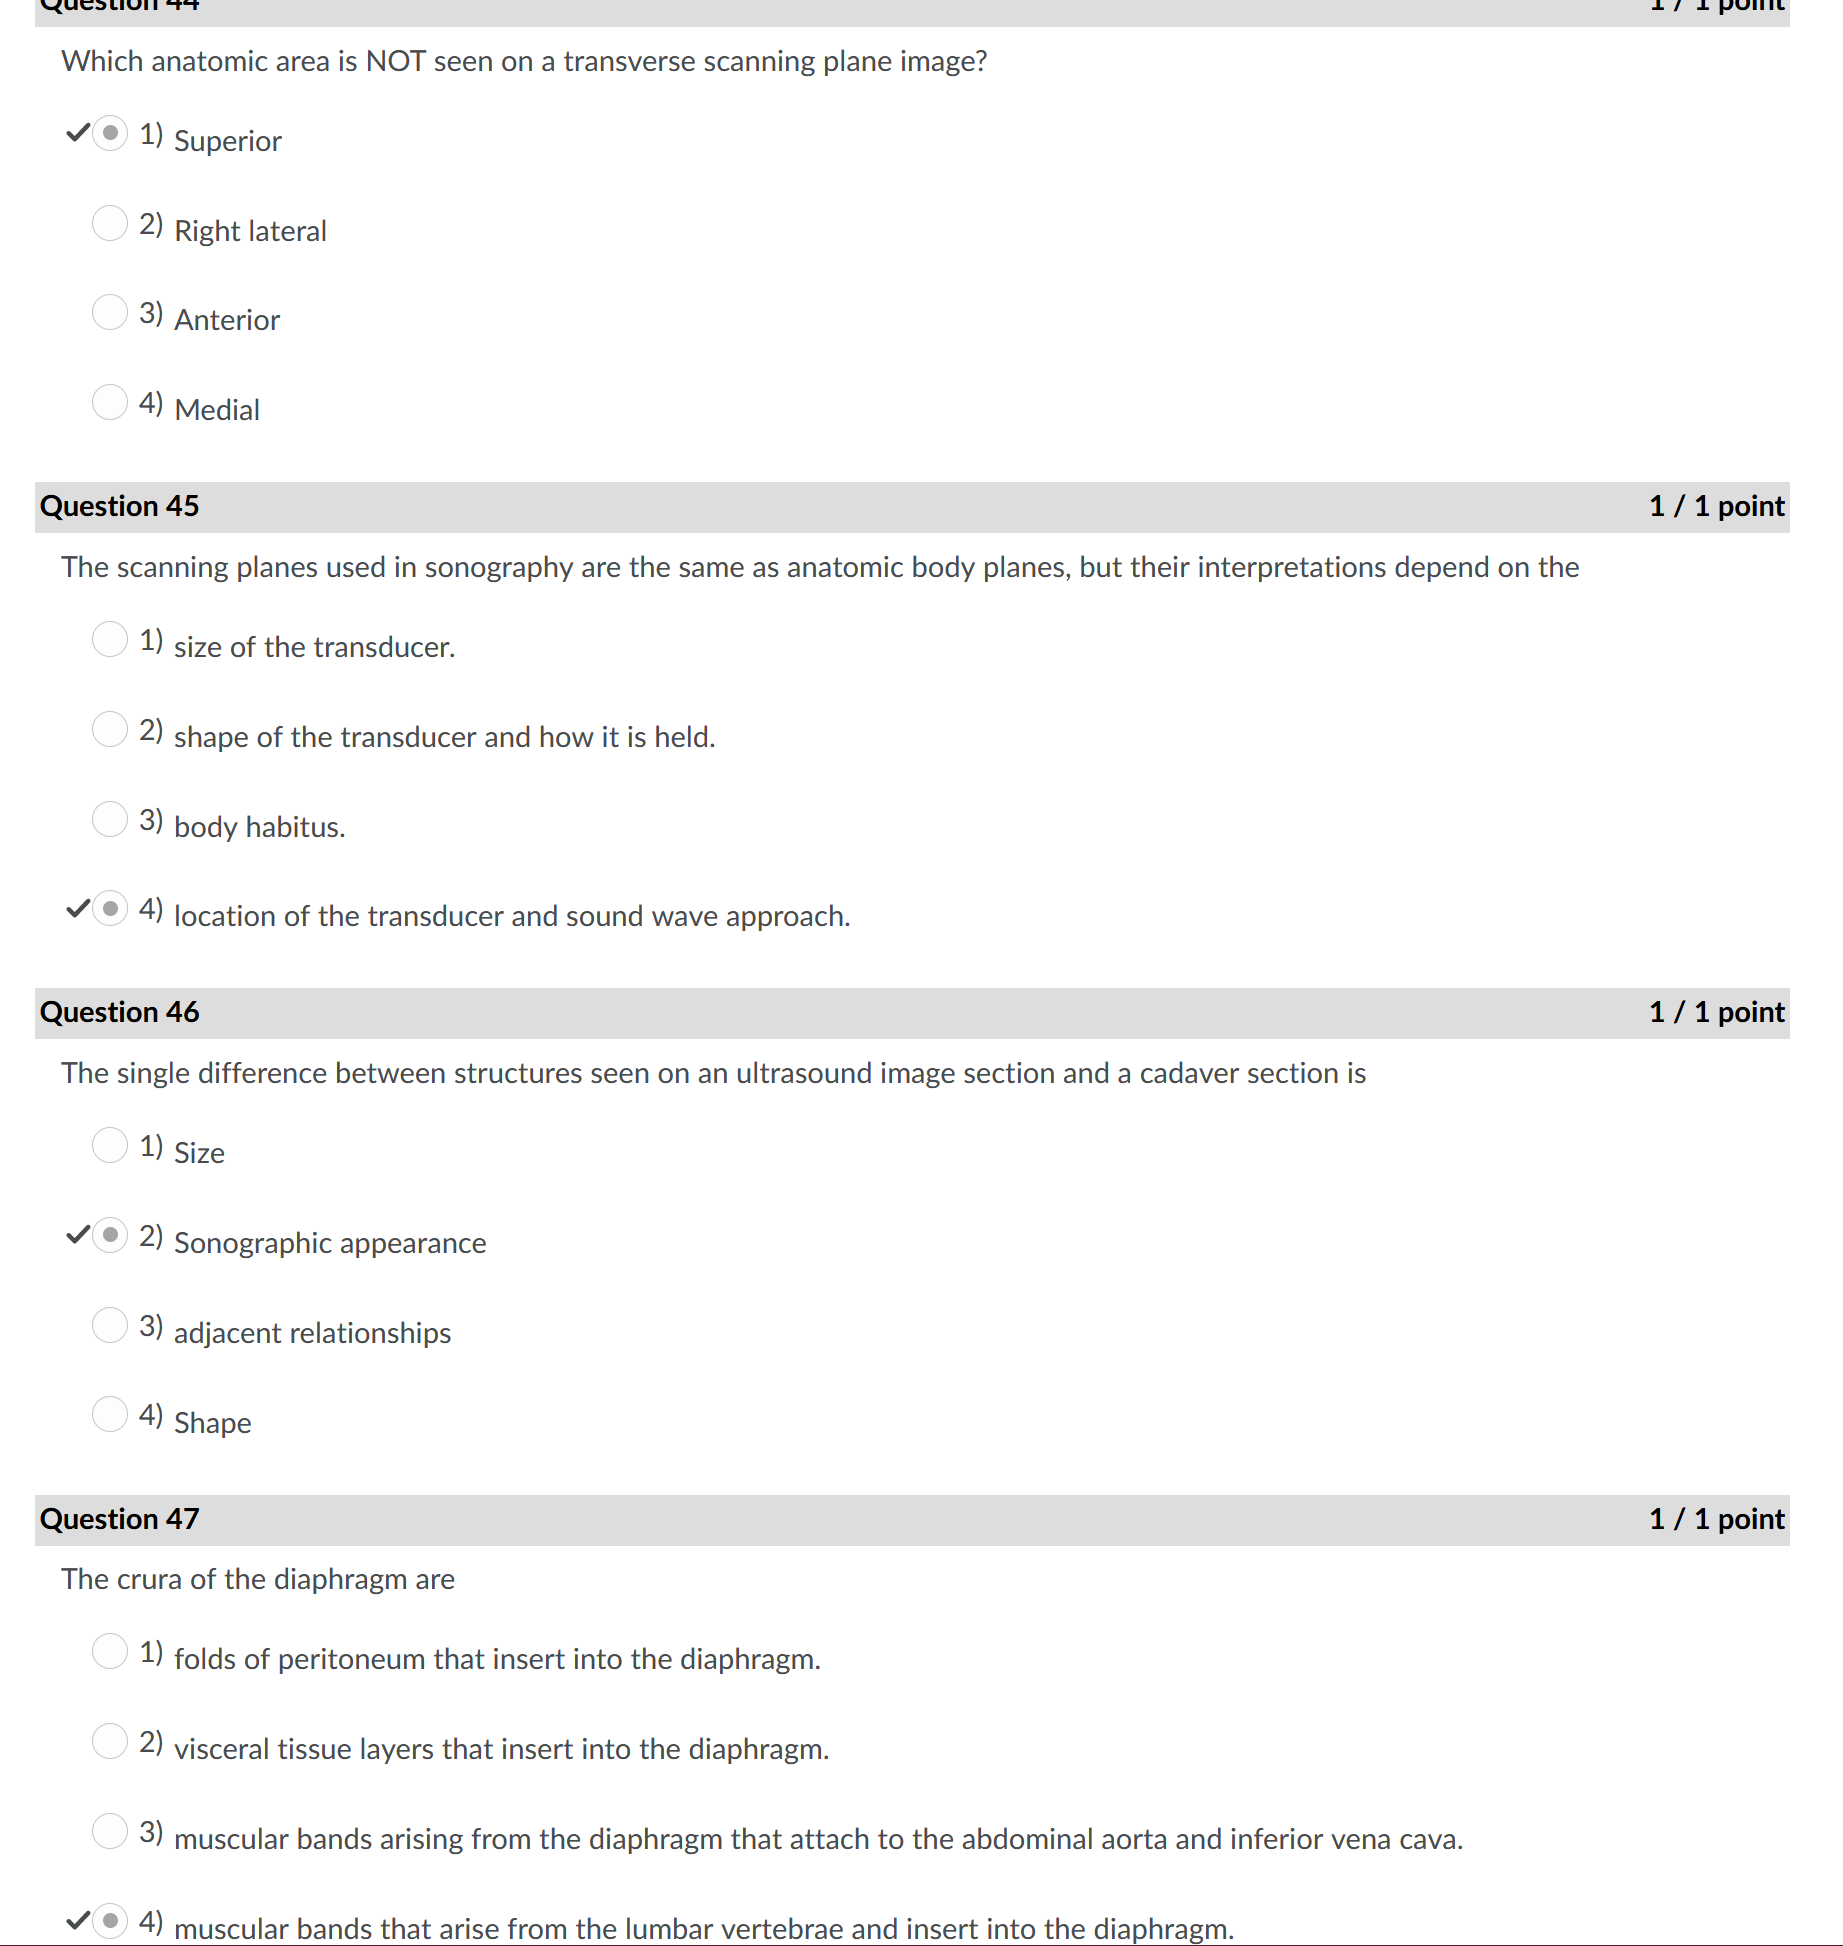 Question 44 1 / 1 point
Which anatomic area is NOT seen on a transverse scanning plane image?
1) Superior
2) Right lateral
3) Anterior
4) Medial
Question 45 1 / 1 point
The scanning planes used in sonography are the same as anatomic body planes, but their interpretations depend on the
1) size of the transducer.
2) shape of the transducer and how it is held.
3) body habitus.
4) location of the transducer and sound wave approach.
Question 46 1 / 1 point
The single difference between structures seen on an ultrasound image section and a cadaver section is
1) Size
2) Sonographic appearance
3) adjacent relationships
4) Shape
Question 47 1 / 1 point
The crura of the diaphragm are
1) folds of peritoneum that insert into the diaphragm.
2) visceral tissue layers that insert into the diaphragm.
3) muscular bands arising from the diaphragm that attach to the abdominal aorta and inferior vena cava.
4) muscular bands that arise from the lumbar vertebrae and insert into the diaphragm.